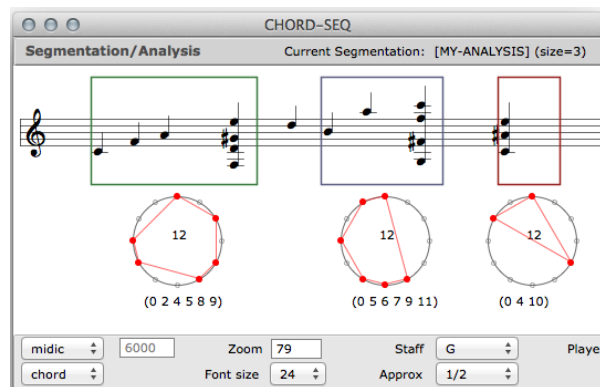 CHORD-SEQ
Segmentation/Analysis Current Segmentation: [MY-ANALYSIS] (size=3)
12 12 12
(0 2 4 5 8 9) (0 5 6 7 9 11) (0 4 10)
midic 6000 Zoom 79 Staff G Playe
chord Font size 24 Approx 1/2